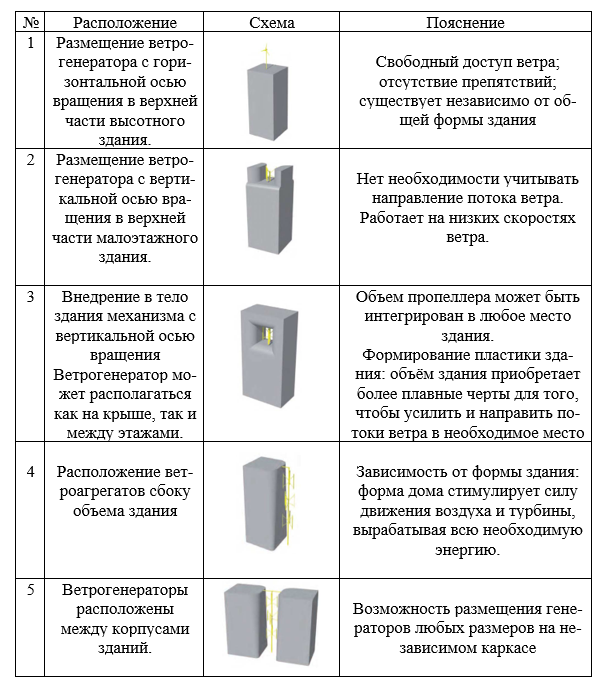 № Расположение Схема Пояснение
1 Размещение ветро-
генератора с гори-
зонтальной осью
вращения в верхней
части высотного
здания.
Свободный доступ ветра;
отсутствие препятствий;
существует независимо от об-
щей формы здания
2 Размещение ветро-
генератора с верти-
кальной осью вра-
щения в верхней
части малоэтажного
здания.
Нет необходимости учитывать
направление потока ветра.
Работает на низких скоростях
ветра.
3 Внедрение в тело
здания механизма с
вертикальной осью
вращения
Ветрогенератор мо-
жет располагаться
как на крыше, так и
между этажами.
Объем пропеллера может быть
интегрирован в любое место
здания.
Формирование пластики зда-
ния: объём здания приобретает
более плавные черты для того,
чтобы усилить и направить по-
токи ветра в необходимое место
4 Расположение вет-
роагрегатов сбоку
объема здания
Зависимость от формы здания:
форма дома стимулирует силу
движения воздуха и турбины,
вырабатывая всю необходимую
энергию.
5 Ветрогенераторы
расположены
между корпусами
зданий.
Возможность размещения гене-
раторов любых размеров на не-
зависимом каркасе